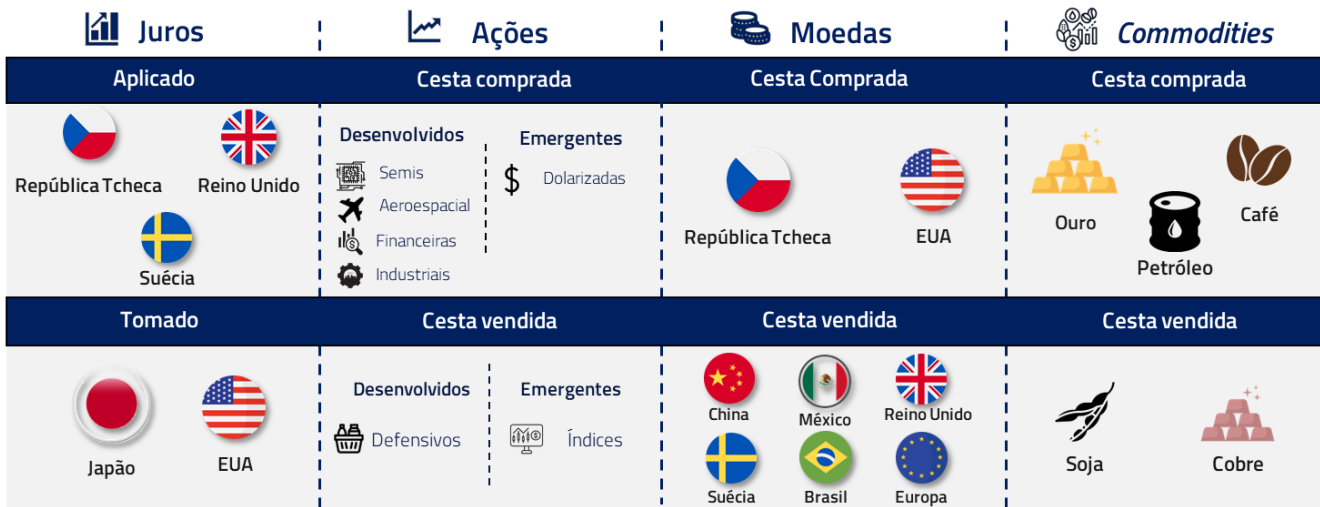 Juros
Ações
Moedas
Commodities
Aplicado
Cesta comprada
Cesta Comprada
Cesta comprada
República Tcheca
Reino Unido
Suécia
Desenvolvidos
Semis
Aeroespacial
Financeiras
Industriais
Emergentes
$ Dolarizadas
República Tcheca
EUA
Ouro
Petróleo
Café
Tomado
Cesta vendida
Cesta vendida
Cesta vendida
Japão
EUA
Desenvolvidos
Defensivos
Emergentes
Índices
China
México
Reino Unido
Suécia
Brasil
Europa
Soja
Cobre